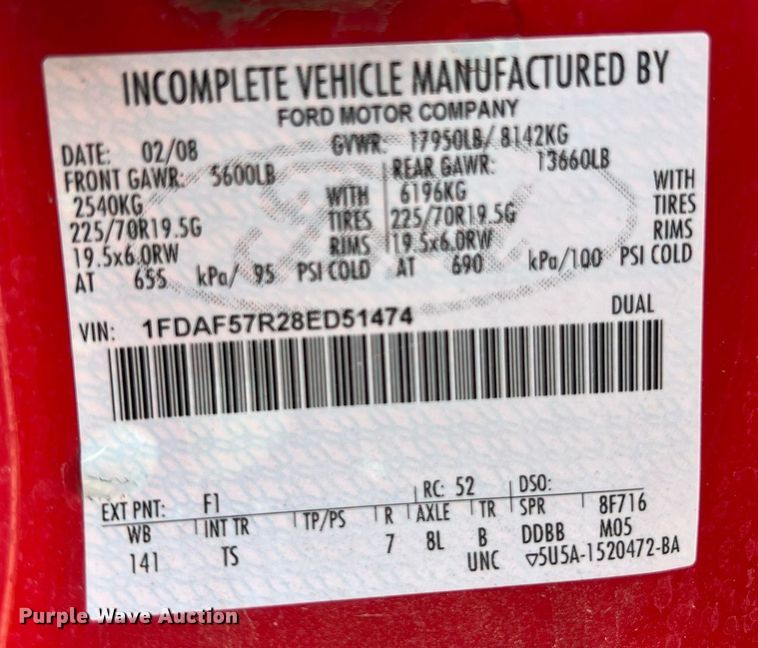 INCOMPLETE VEHICLE MANUFACTURED BY
FORD MOTOR COMPANY
DATE: 02/08 GVWR: 17950LB/ 8142KG
FRONT GAWR: 5600LB REAR GAWR: 13660LB
2540KG WITH 6196KG WITH
225/70R19.5G TIRES 225/70R19.5G TIRES
19.5x6.0RW RIMS 19.5x6.0RW RIMS
AT 655 kPa/ 95 PSI COLD AT 690 kPa/100 PSI COLD
VIN: 1FDAF57R28ED51474 DUAL
EXT PNT: F1 RC: 52 DSO:
WB INT TR TP/PS R AXLE TR SPR 8F716
141 TS 7 8L B DDBB M05
UNC ▽5U5A-1520472-BA
Purple Wave Auction